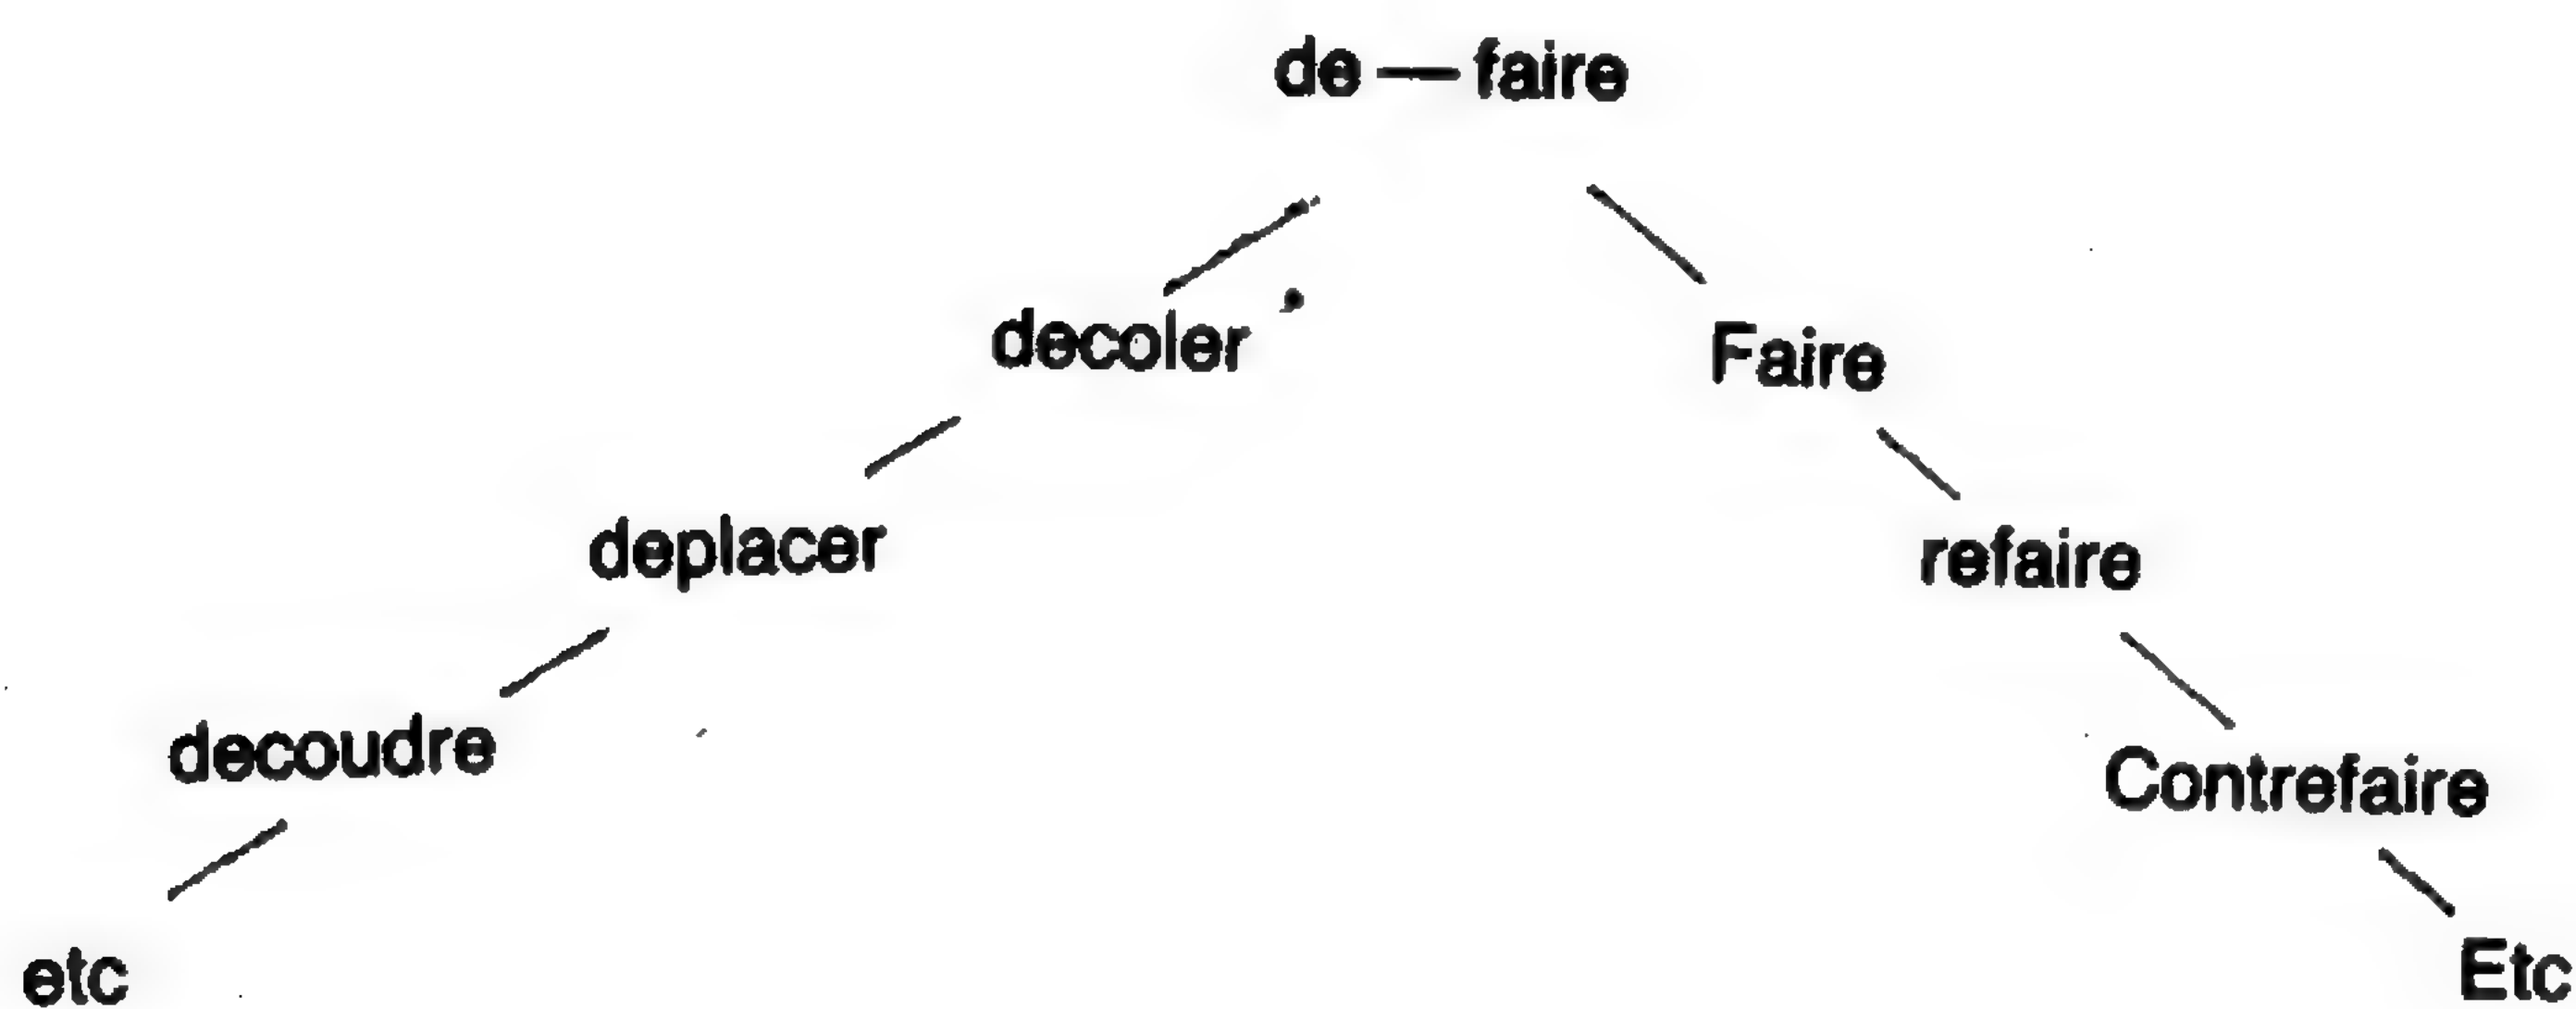 de — faire
decoler Faire
deplacer refaire
decoudre Contrefaire
etc Etc